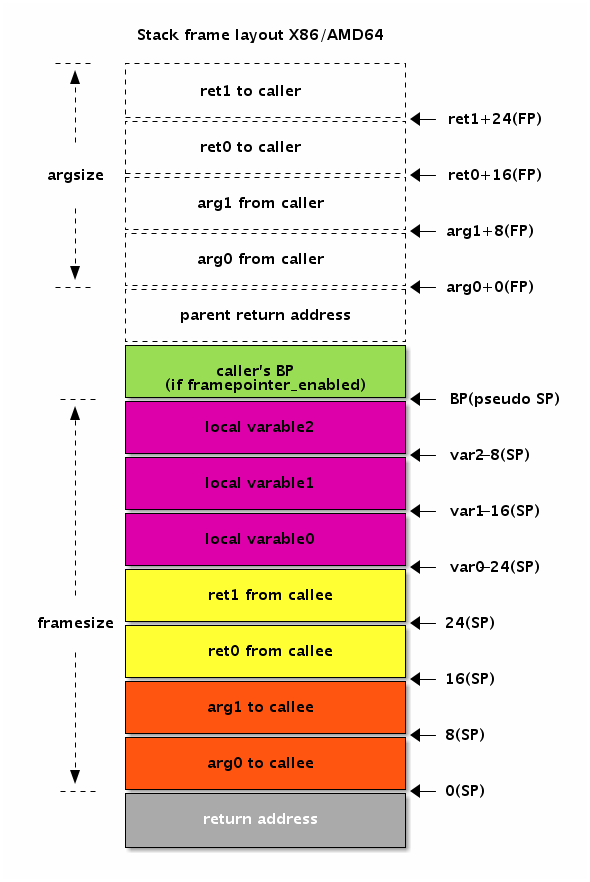 Stack frame layout X86/AMD64
ret1 to caller
ret1+24(FP)
ret0 to caller
argsize
ret0+16(FP)
arg1 from caller
arg1+8(FP)
arg0 from caller
arg0+0(FP)
parent return address
caller's BP
(if framepointer_enabled)
BP(pseudo SP)
local varable2
var2-8(SP)
local varable1
var1-16(SP)
local varable0
var0-24(SP)
ret1 from callee
framesize
24(SP)
ret0 from callee
16(SP)
arg1 to callee
8(SP)
arg0 to callee
0(SP)
return address